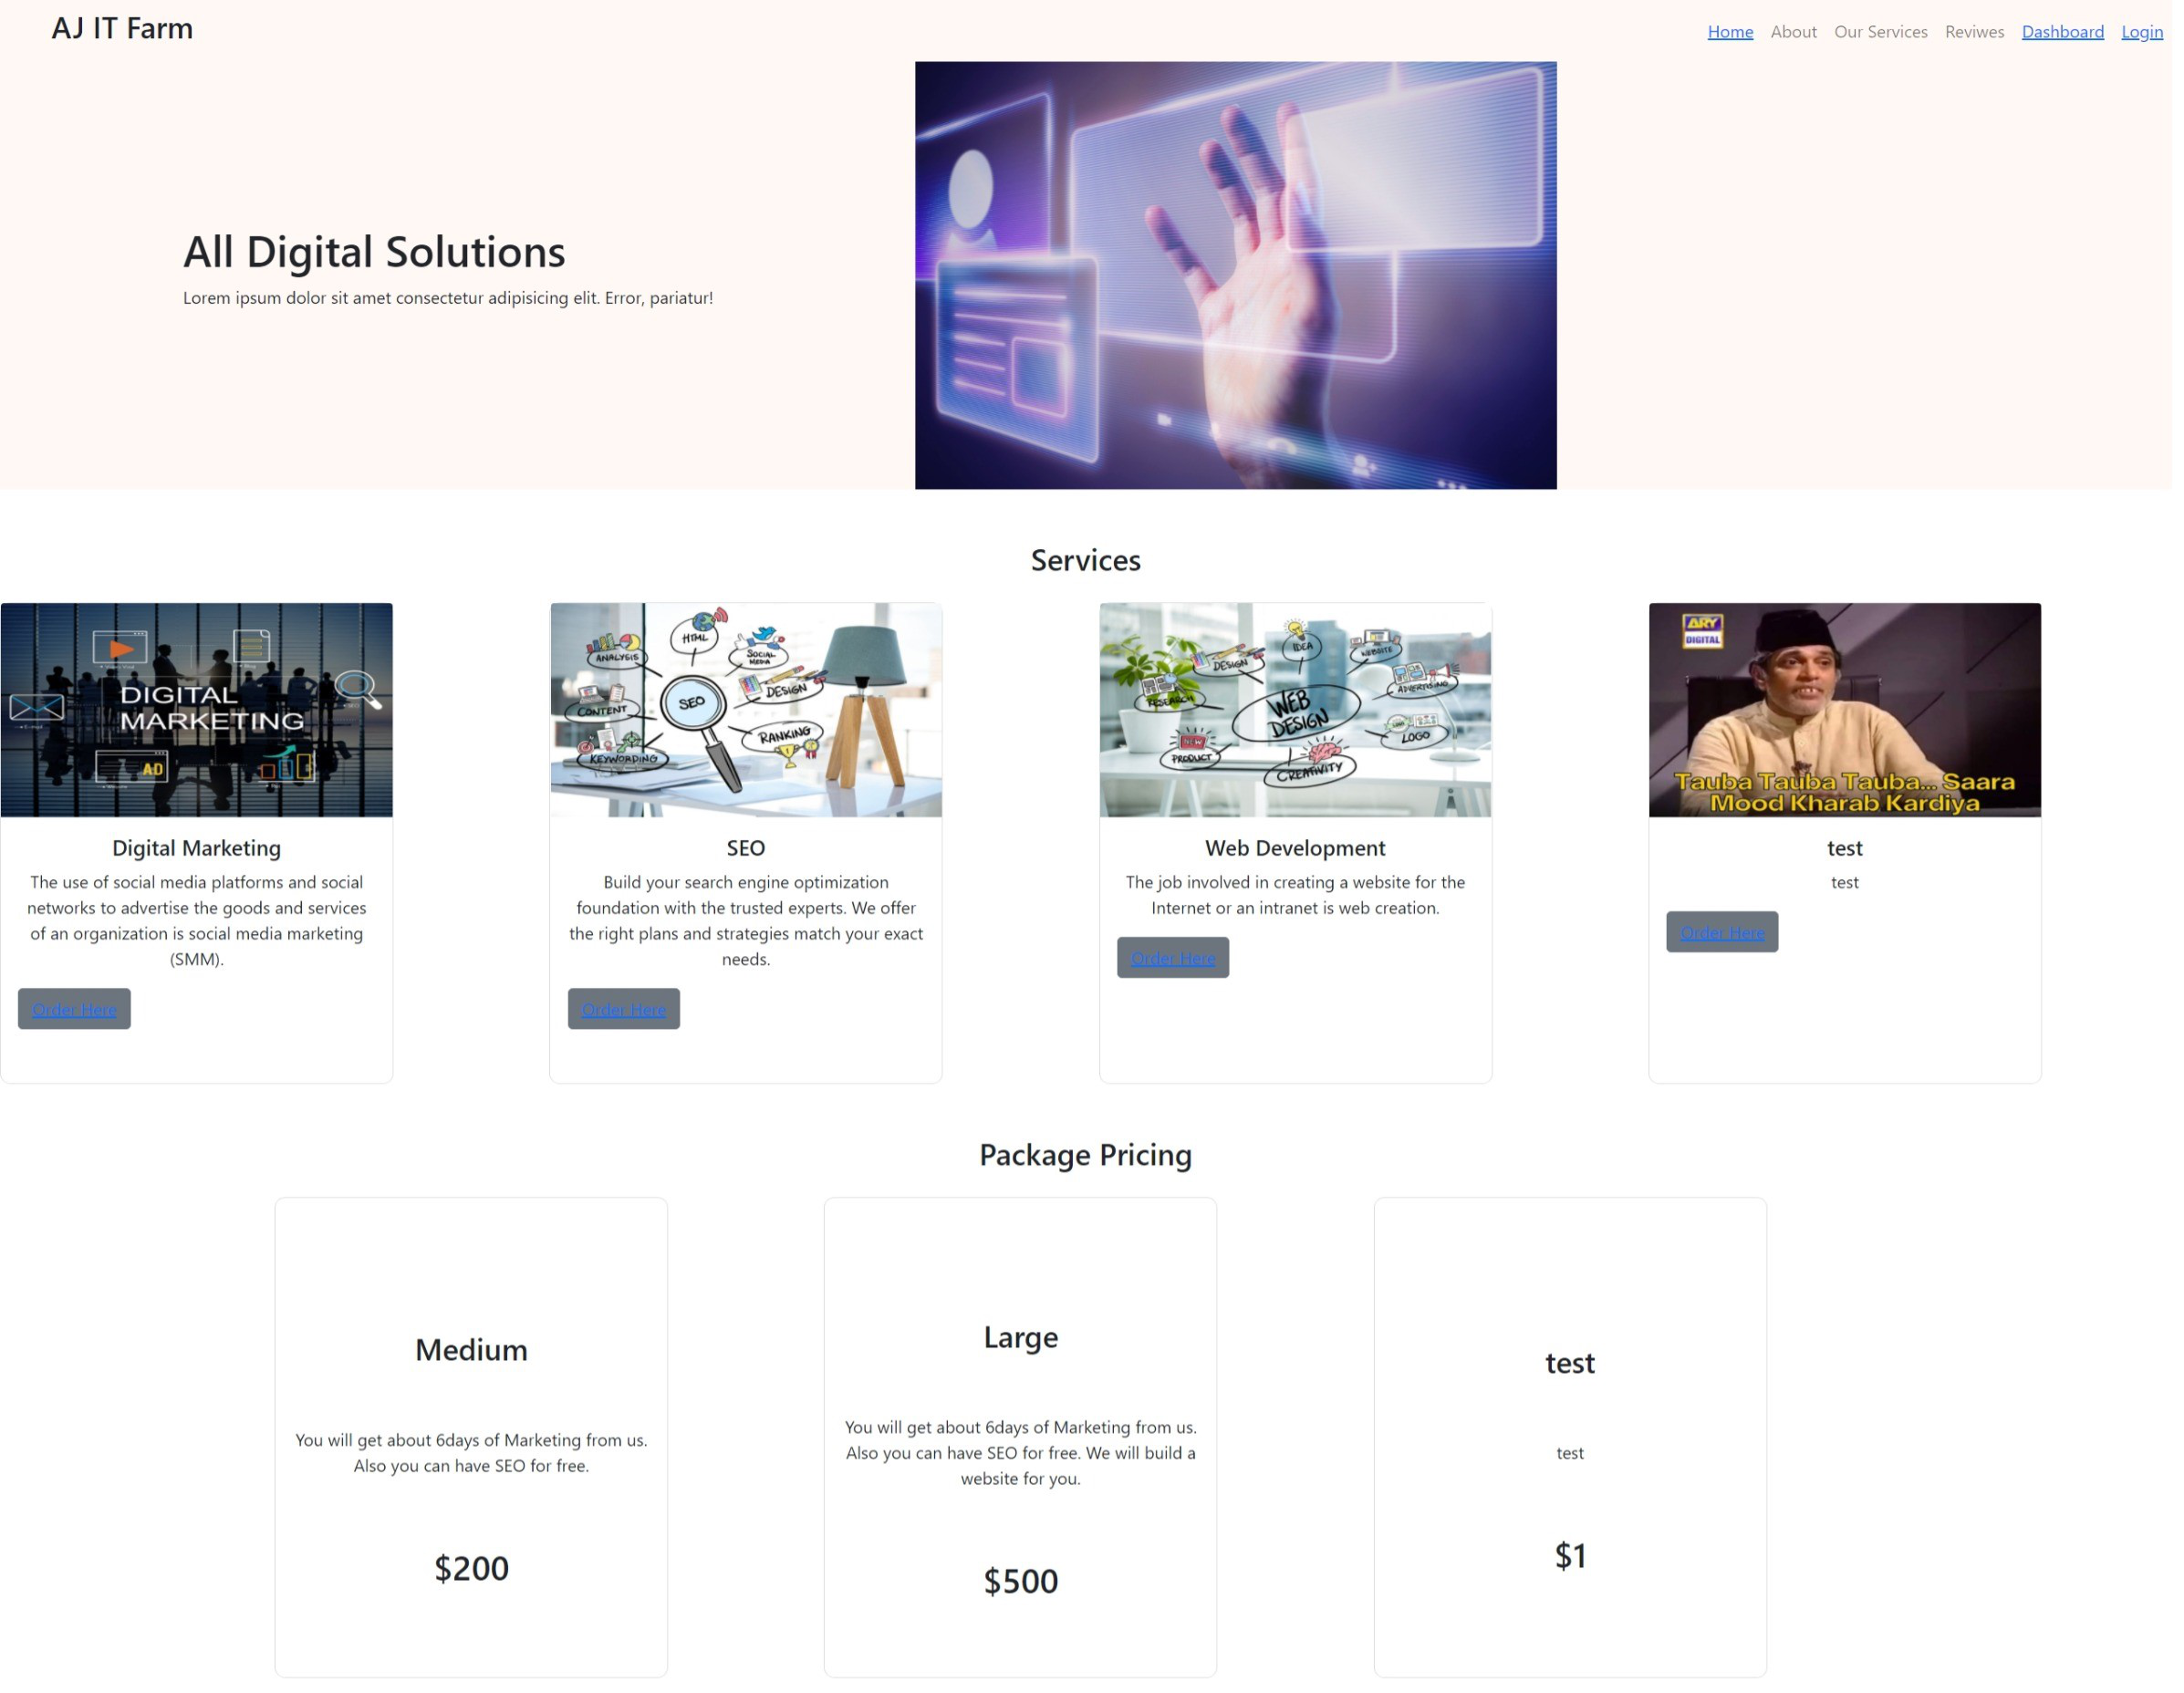 AJ IT Farm
Home About Our Services Reviwes Dashboard Login
All Digital Solutions
Lorem ipsum dolor sit amet consectetur adipisicing elit. Error, pariatur!
Services
DIGITAL
MARKETING
AD
HTML
ANALYSIS
SOCIAL
MEDIA
DESIGN
SEO
CONTENT
RANKING
KEYWORDING
IDEA
WEBSITE
DESIGN
ADVERTISING
RESEARCH
WEB
DESIGN
LOGO
NEW
PRODUCT
CREATIVITY
ARY
DIGITAL
Tauba Tauba Tauba... Saara
Mood Kharab Kardiya
Digital Marketing
The use of social media platforms and social
networks to advertise the goods and services
of an organization is social media marketing
(SMM).
Order Here
SEO
Build your search engine optimization
foundation with the trusted experts. We offer
the right plans and strategies match your exact
needs.
Order Here
Web Development
The job involved in creating a website for the
Internet or an intranet is web creation.
Order Here
test
test
Order Here
Package Pricing
Medium
You will get about 6days of Marketing from us.
Also you can have SEO for free.
$200
Large
You will get about 6days of Marketing from us.
Also you can have SEO for free. We will build a
website for you.
$500
test
test
$1